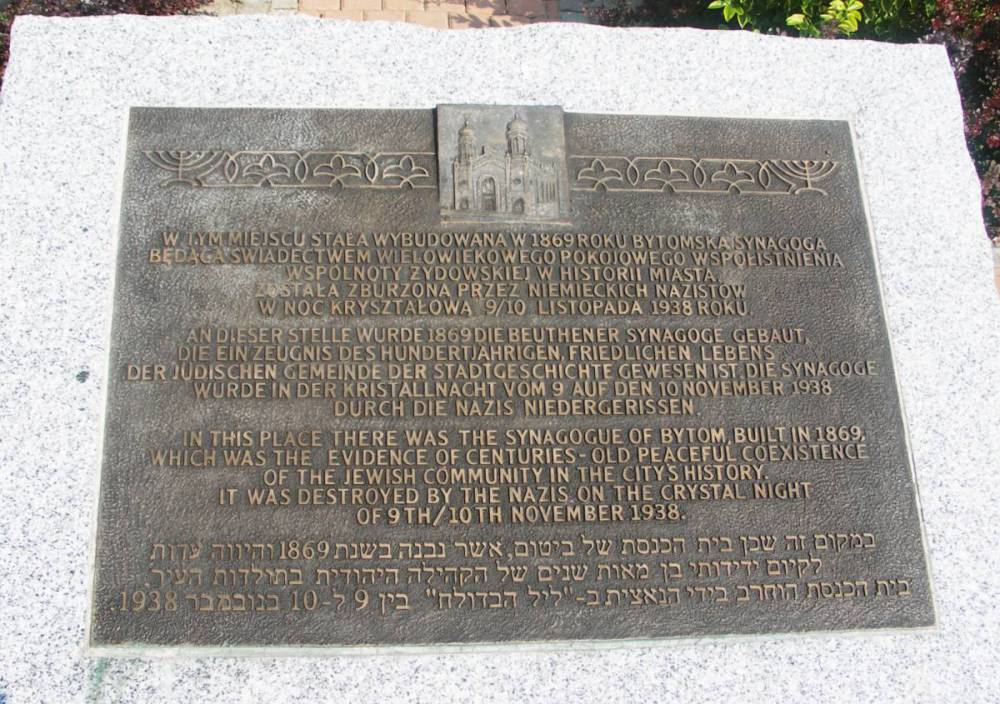 W TYM MIEJSCU STAŁA WYBUDOWANA W 1869 ROKU BYTOMSKA SYNAGOGA
BĘDĄCA ŚWIADECTWEM WIELOWIEKOWEGO POKOJOWEGO WSPÓŁISTNIENIA
WSPÓLNOTY ŻYDOWSKIEJ W HISTORII MIASTA,
ZOSTAŁA ZBURZONA PRZEZ NIEMIECKICH NAZISTÓW
W NOC KRYSZTAŁOWĄ 9/10 LISTOPADA 1938 ROKU.
AN DIESER STELLE WURDE 1869 DIE BEUTHENER SYNAGOGE GEBAUT,
DIE EIN ZEUGNIS DES HUNDERTJÄHRIGEN, FRIEDLICHEN LEBENS
DER JÜDISCHEN GEMEINDE DER STADTGESCHICHTE GEWESEN IST. DIE SYNAGOGE
WURDE IN DER KRISTALLNACHT VOM 9 AUF DEN 10 NOVEMBER 1938
DURCH DIE NAZIS NIEDERGERISSEN.
IN THIS PLACE THERE WAS THE SYNAGOGUE OF BYTOM, BUILT IN 1869,
WHICH WAS THE EVIDENCE OF CENTURIES-OLD PEACEFUL COEXISTENCE
OF THE JEWISH COMMUNITY IN THE CITY'S HISTORY.
IT WAS DESTROYED BY THE NAZIS ON THE CRYSTAL NIGHT
OF 9TH/10TH NOVEMBER 1938.
במקום זה שכן בית הכנסת של ביטום, אשר נבנה בשנת 1869 והיווה עדות
לקיום ידידותי בן מאות שנים של הקהילה היהודית בתולדות העיר.
בית הכנסת הוחרב בידי הנאצית ב-"ליל הבדולח" בין 9 ל-10 בנובמבר 1938.